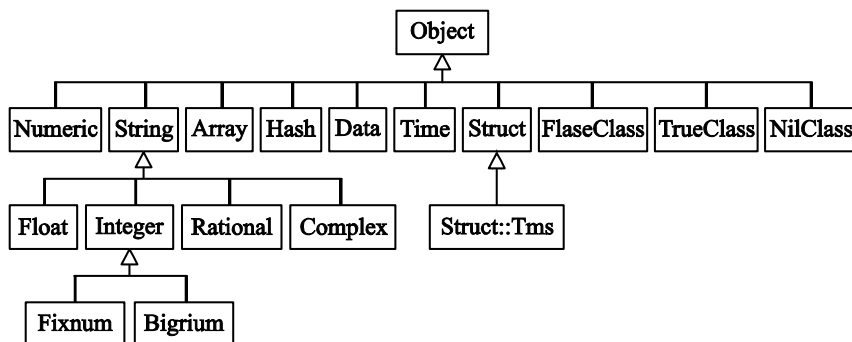 Object
Numeric String Array Hash Data Time Struct FlaseClass TrueClass NilClass
Float Integer Rational Complex Struct::Tms
Fixnum Bigrium